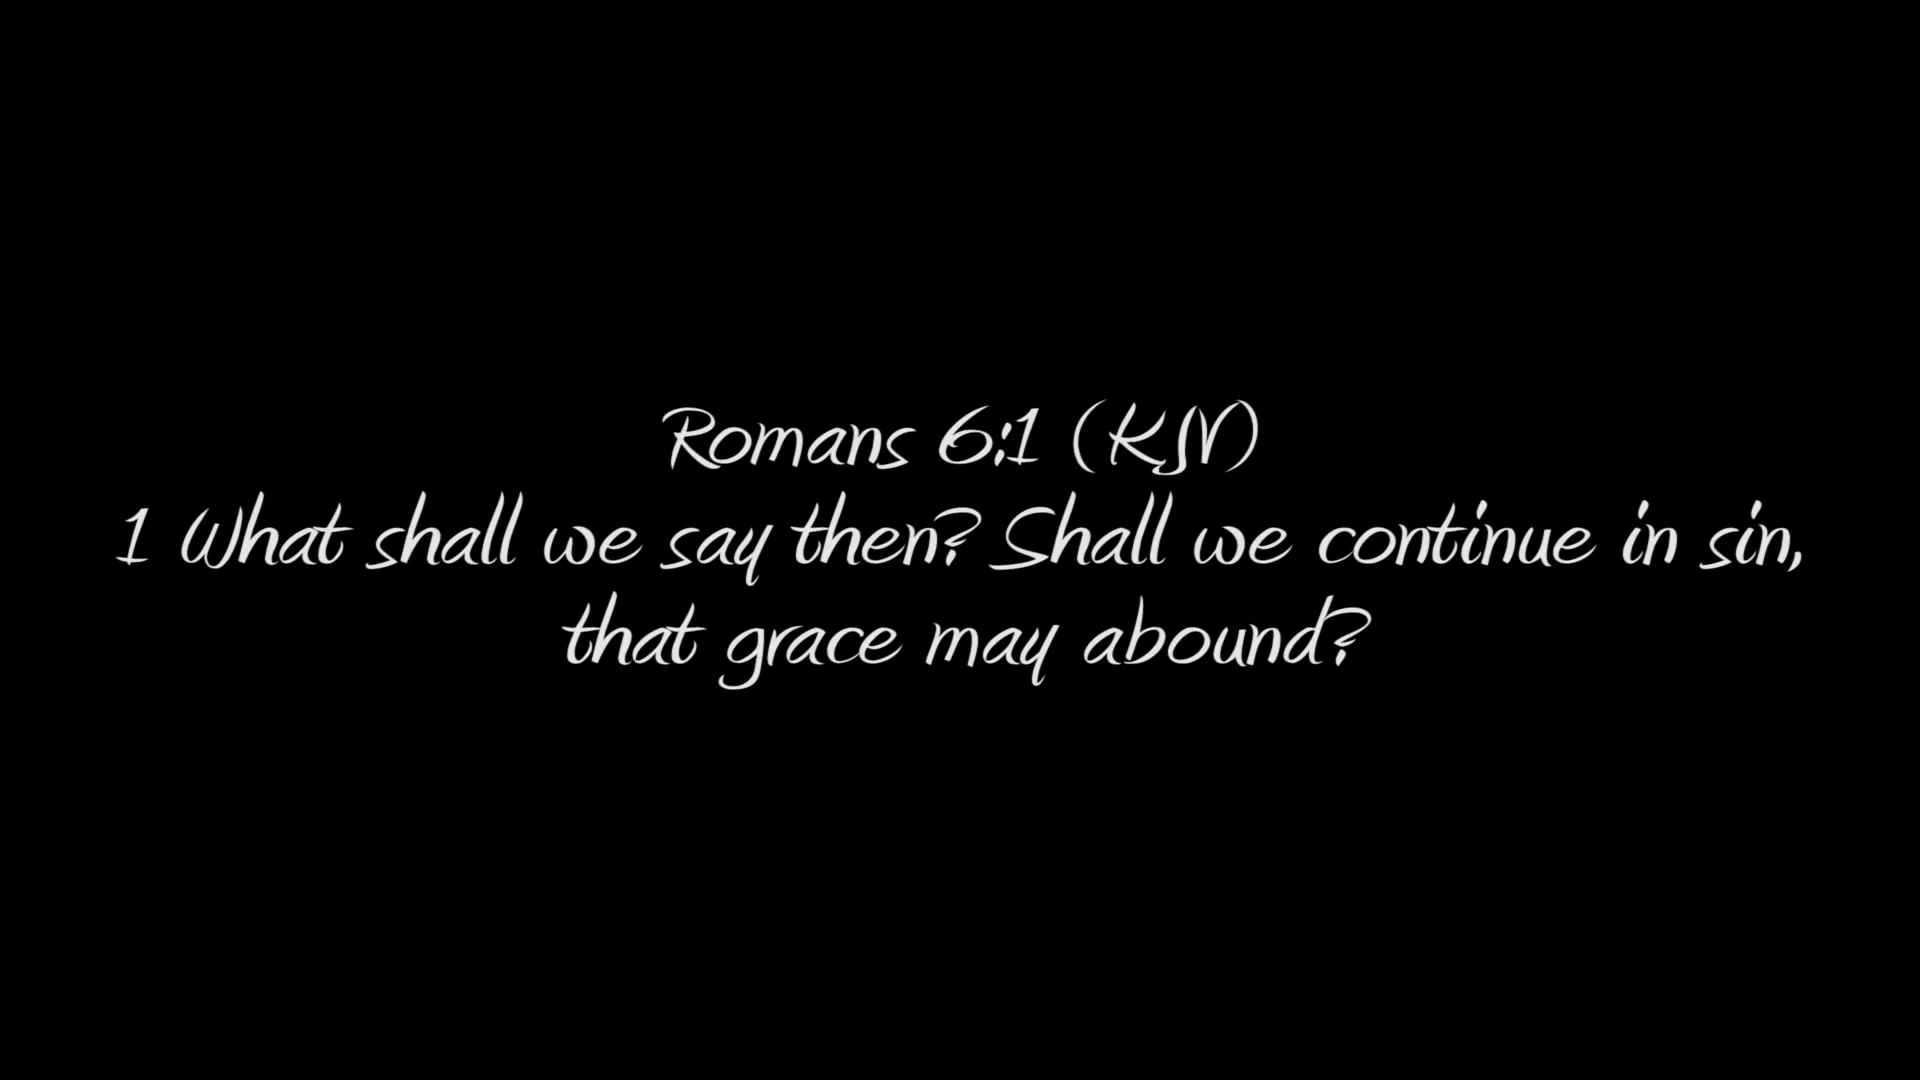 Romans 6:1 (KJV)
1 What shall we say then? Shall we continue in sin,
that grace may abound?